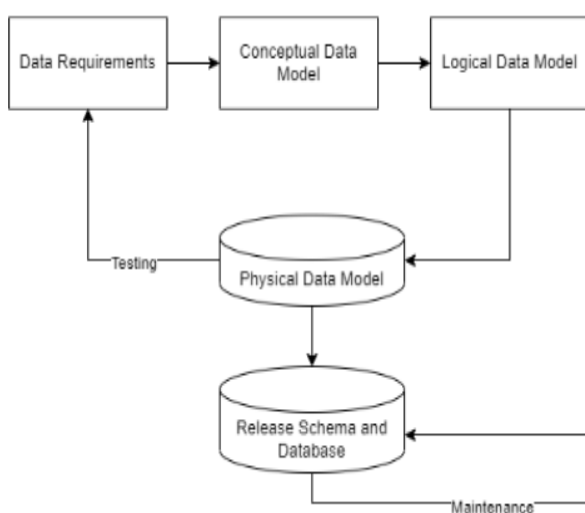 Data Requirements
Conceptual Data
Model
Logical Data Model
Testing
Physical Data Model
Release Schema and
Database
Maintenance